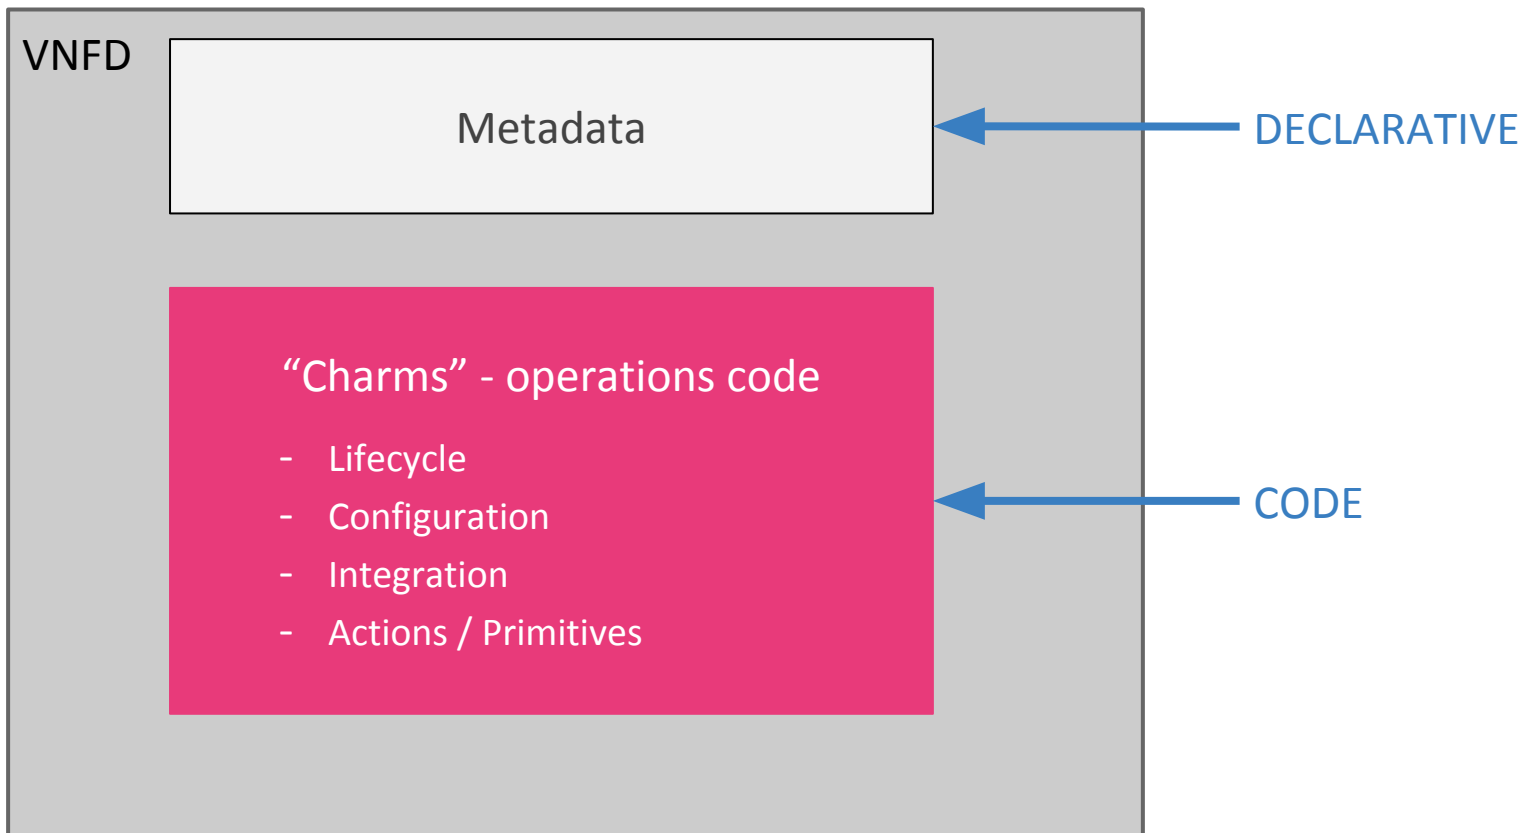 VNFD
Metadata
DECLARATIVE
“Charms” - operations code
- Lifecycle
- Configuration
- Integration
- Actions / Primitives
CODE